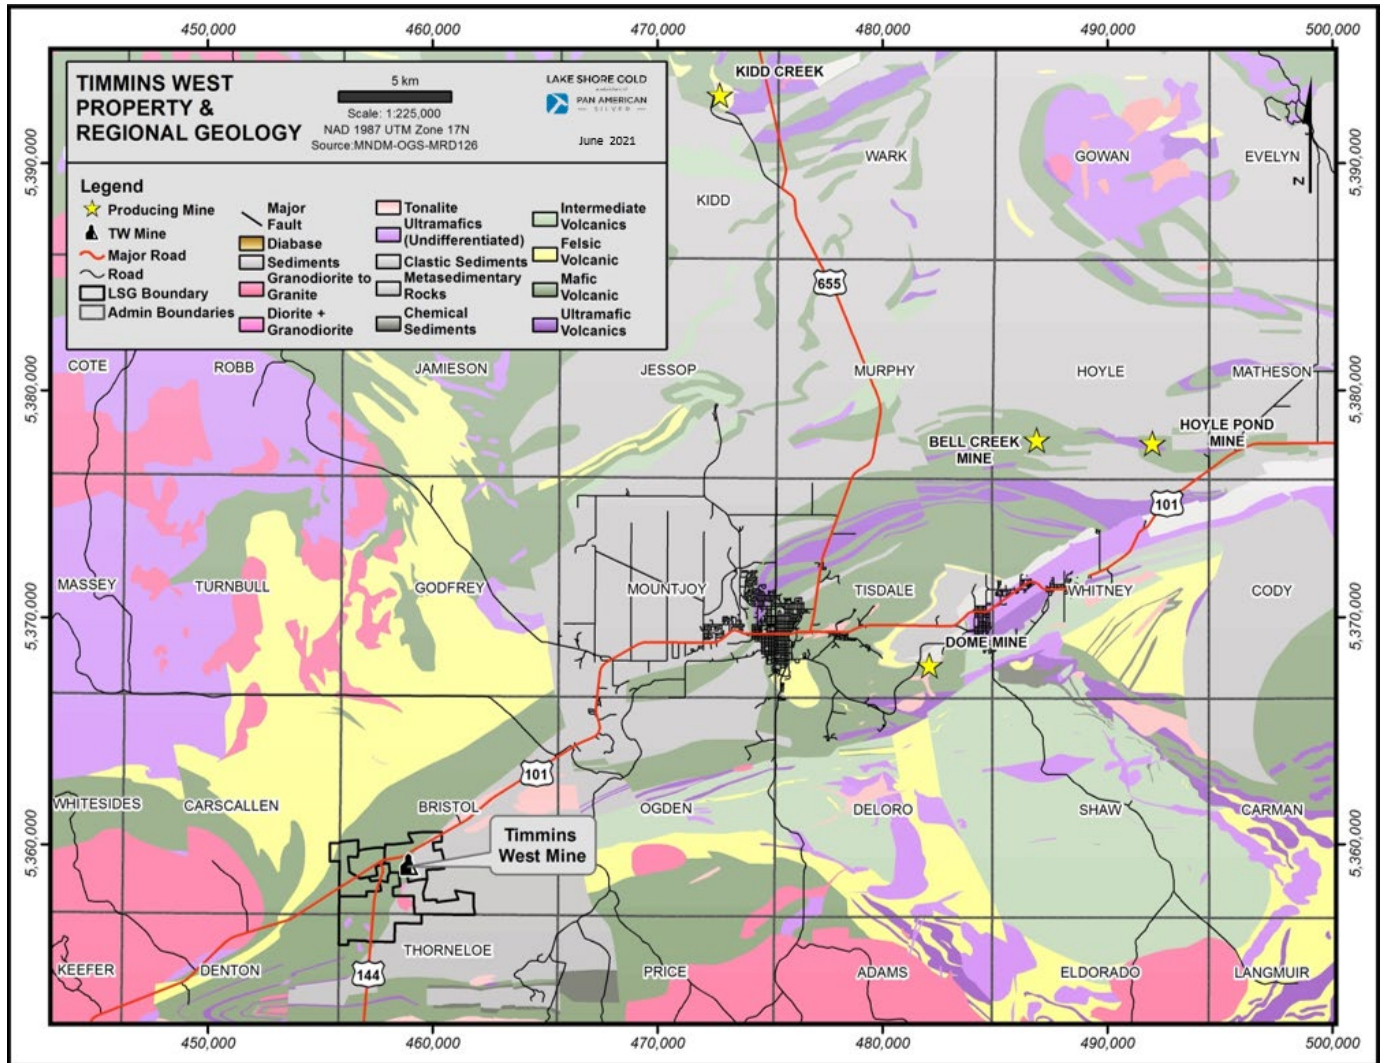 450,000 460,000 470,000 480,000 490,000 500,000
TIMMINS WEST
PROPERTY &
REGIONAL GEOLOGY
5 km
Scale: 1:225,000
NAD 1987 UTM Zone 17N
Source:MNDM-OGS-MRD126
LAKE SHORE GOLD
PAN AMERICAN
SILVER
June 2021
Legend
Producing Mine
TW Mine
Major Road
Road
LSG Boundary
Admin Boundaries
Major
Fault
Diabase
Sediments
Granodiorite to
Granite
Diorite +
Granodiorite
Tonalite
Ultramafics
(Undifferentiated)
Clastic Sediments
Metasedimentary
Rocks
Chemical
Sediments
Intermediate
Volcanics
Felsic
Volcanic
Mafic
Volcanic
Ultramafic
Volcanics
KIDD CREEK
WARK
GOWAN
EVELYN
N
5,390,000
5,390,000
KIDD
655
COTE
ROBB
JAMIESON
JESSOP
MURPHY
HOYLE
MATHESON
5,380,000
5,380,000
BELL CREEK
MINE
HOYLE POND
MINE
101
MASSEY
TURNBULL
GODFREY
MOUNTJOY
TISDALE
WHITNEY
CODY
5,370,000
5,370,000
DOME MINE
101
WHITESIDES
CARSCALLEN
BRISTOL
OGDEN
DELORO
SHAW
CARMAN
5,360,000
5,360,000
Timmins
West Mine
THORNELOE
KEEFER
DENTON
144
PRICE
ADAMS
ELDORADO
LANGMUIR
450,000 460,000 470,000 480,000 490,000 500,000